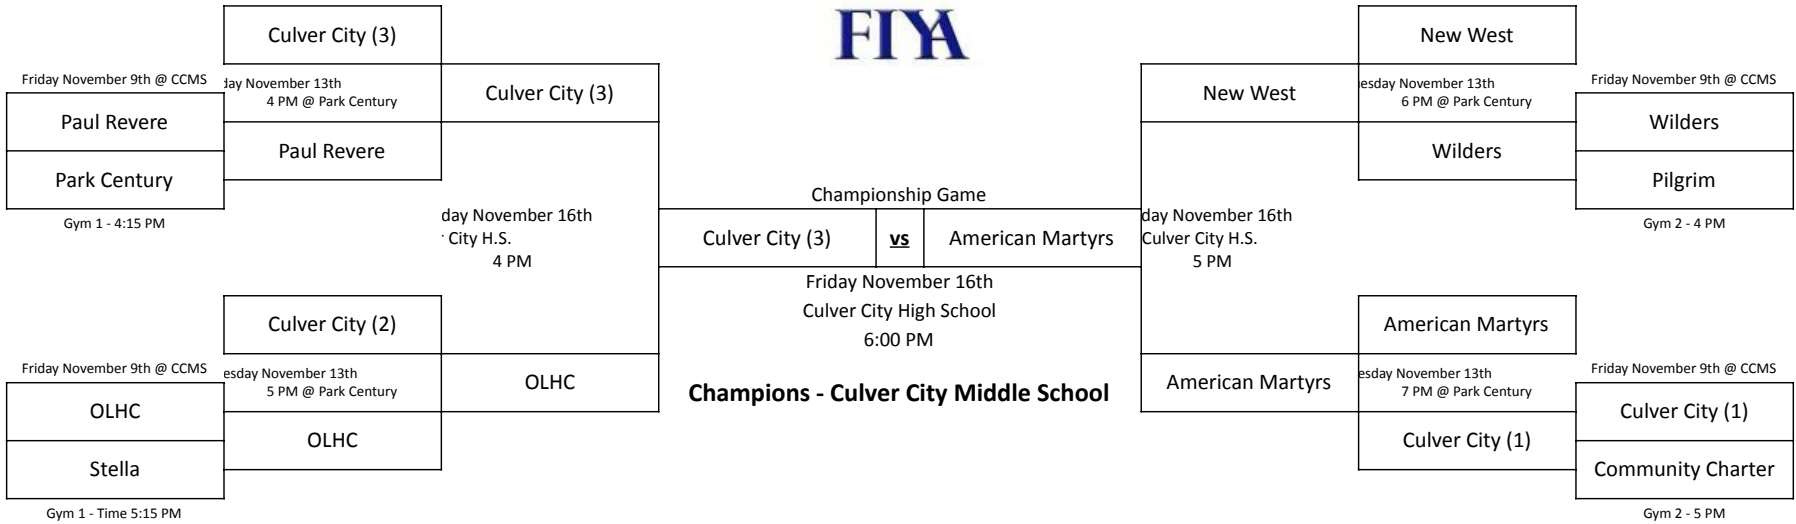 Culver City (3)
FIYA
New West
Friday November 9th @ CCMS
day November 13th
4 PM @ Park Century
Culver City (3)
New West
esday November 13th
6 PM @ Park Century
Friday November 9th @ CCMS
Paul Revere
Wilders
Paul Revere
Wilders
Park Century
Pilgrim
Championship Game
Gym 1 - 4:15 PM
day November 16th
City H.S.
4 PM
Culver City (3)
vs
American Martyrs
day November 16th
Culver City H.S.
5 PM
Gym 2 - 4 PM
Friday November 16th
Culver City High School
6:00 PM
Culver City (2)
American Martyrs
Friday November 9th @ CCMS
esday November 13th
5 PM @ Park Century
OLHC
Champions - Culver City Middle School
American Martyrs
esday November 13th
7 PM @ Park Century
Friday November 9th @ CCMS
OLHC
Culver City (1)
OLHC
Culver City (1)
Stella
Community Charter
Gym 1 - Time 5:15 PM
Gym 2 - 5 PM